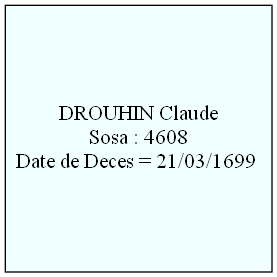 DROUHIN Claude
Sosa : 4608
Date de Deces = 21/03/1699